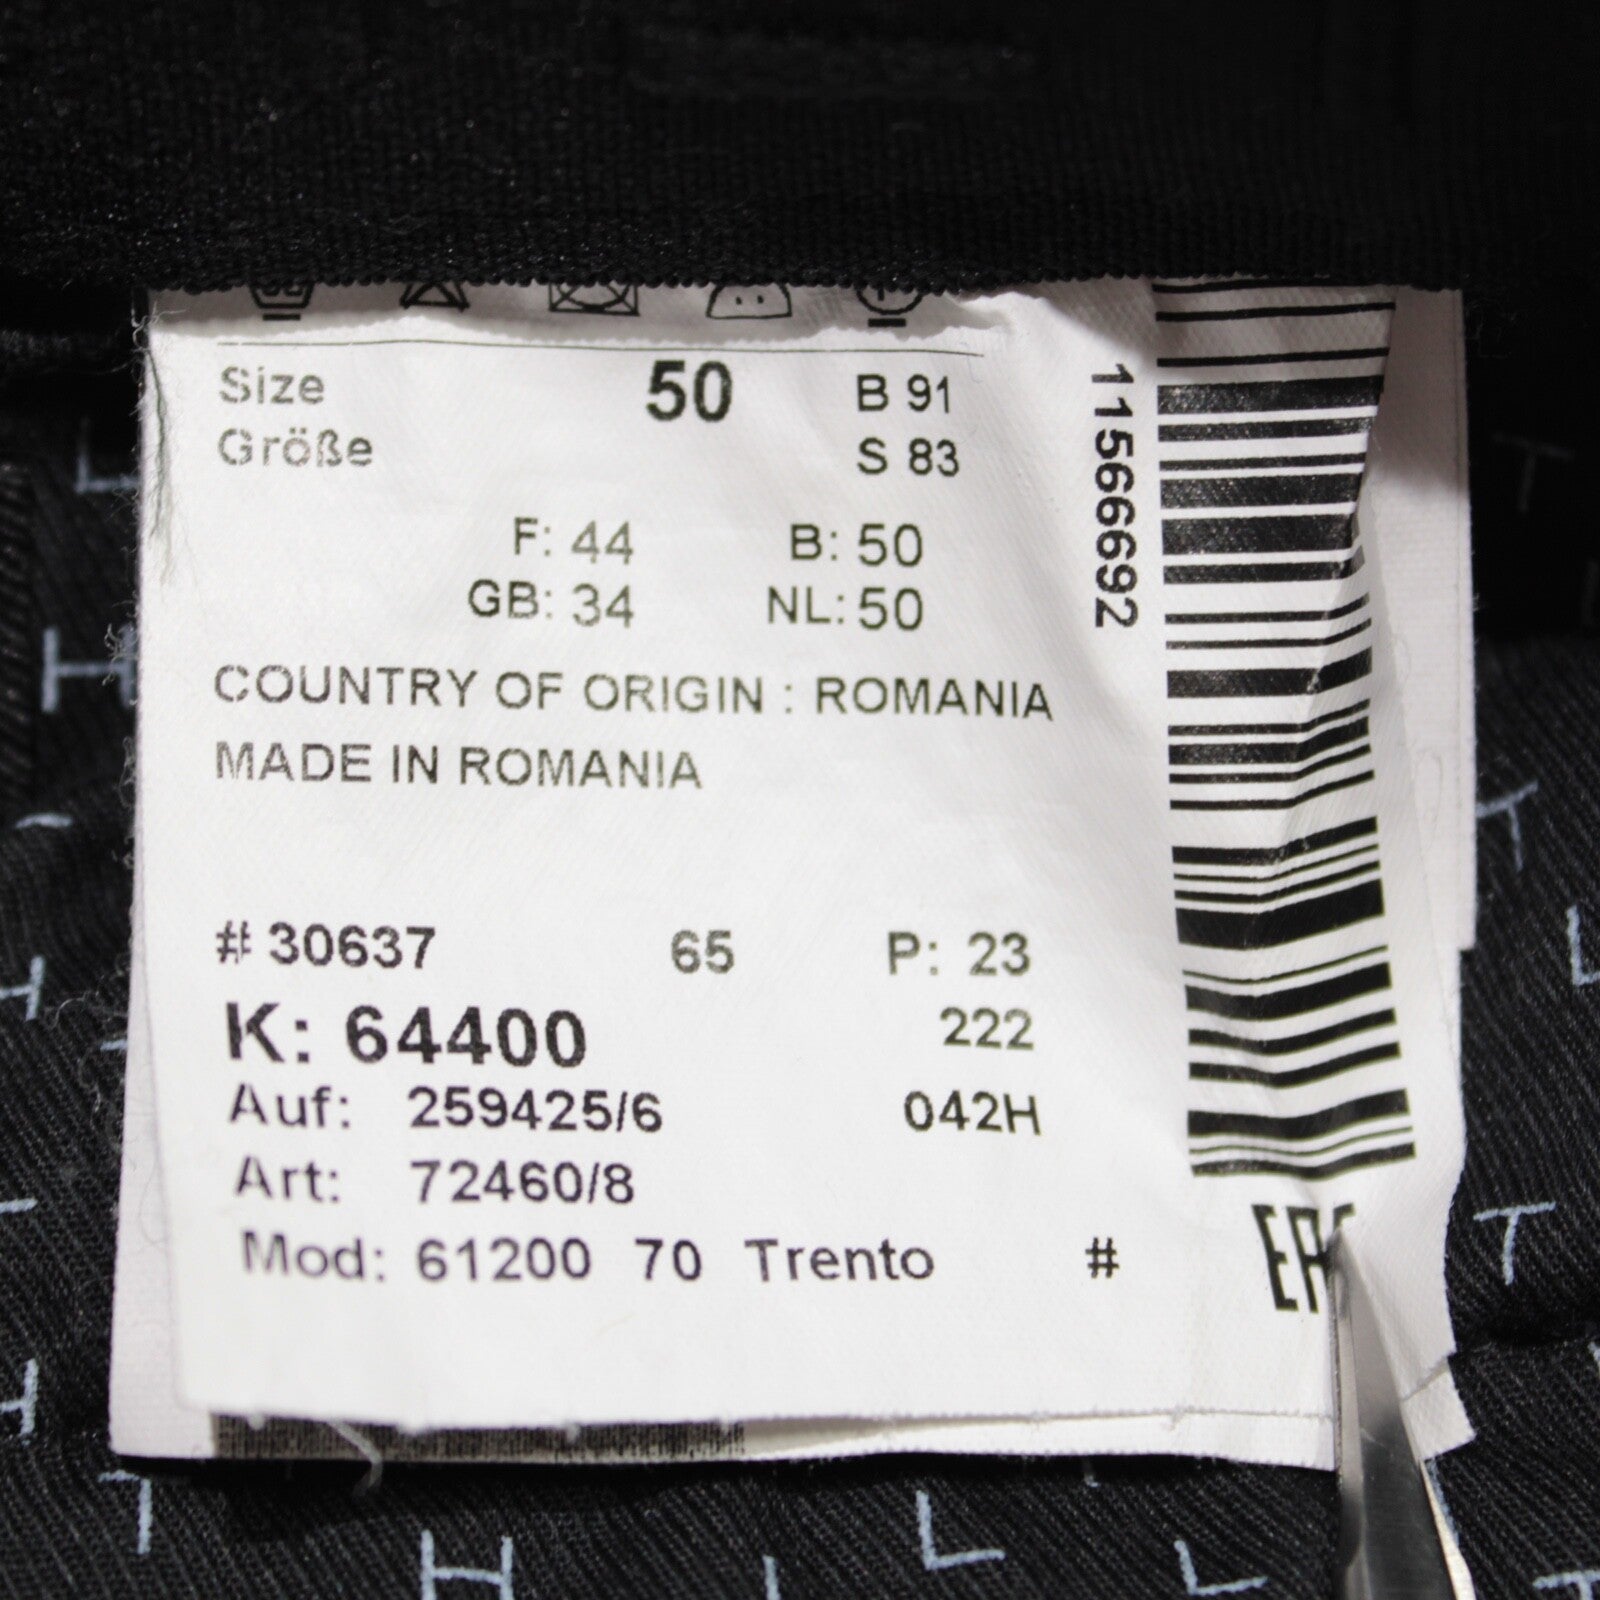 Size 50 B 91
Größe S 83
F: 44 B: 50
GB: 34 NL: 50
COUNTRY OF ORIGIN : ROMANIA
MADE IN ROMANIA
# 30637 65 P: 23
K: 64400 222
Auf: 259425/6 042H
Art: 72460/8
Mod: 61200 70 Trento #
11566692
H
T
L
H
T
L
H
T
T
H
T
H
L
L
T